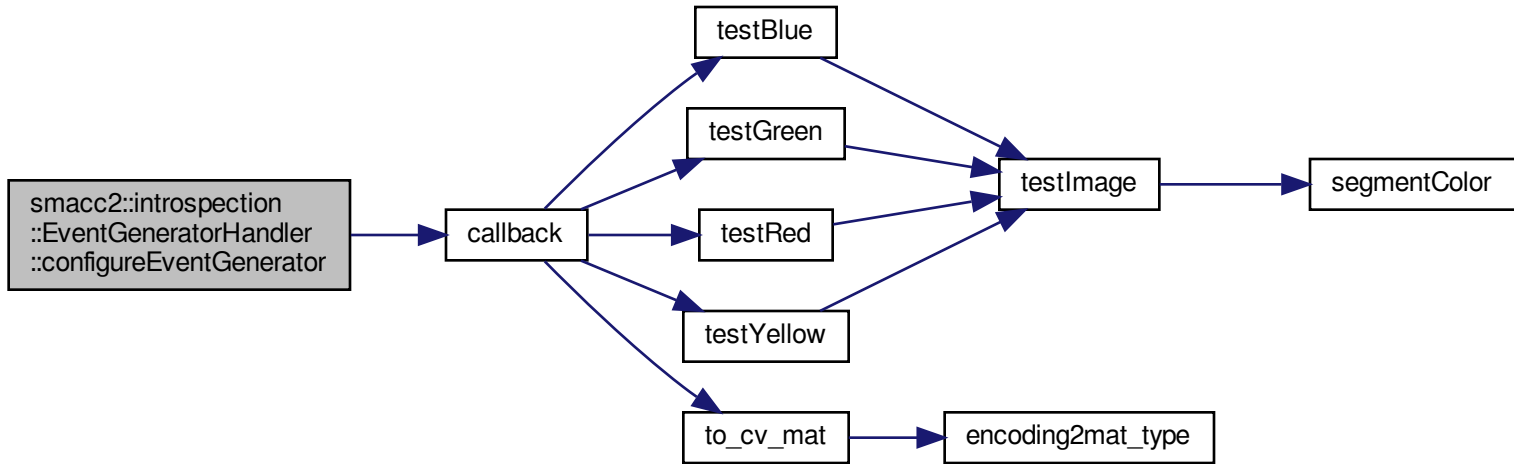 smacc2::introspection
::EventGeneratorHandler
::configureEventGenerator
callback
testBlue
testGreen
testRed
testYellow
to_cv_mat
testImage
encoding2mat_type
segmentColor